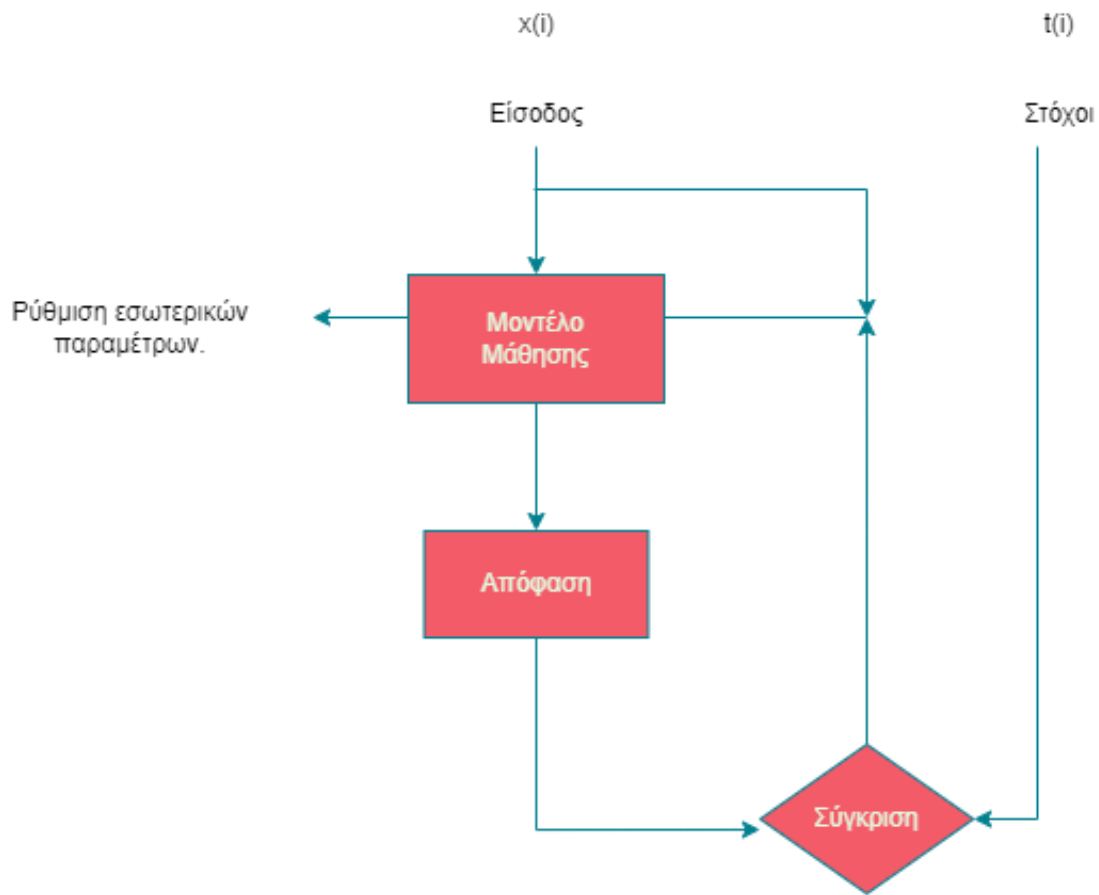 x(i)
t(i)
Είσοδος
Στόχοι
Ρύθμιση εσωτερικών
παραμέτρων.
Μοντέλο
Μάθησης
Απόφαση
Σύγκριση